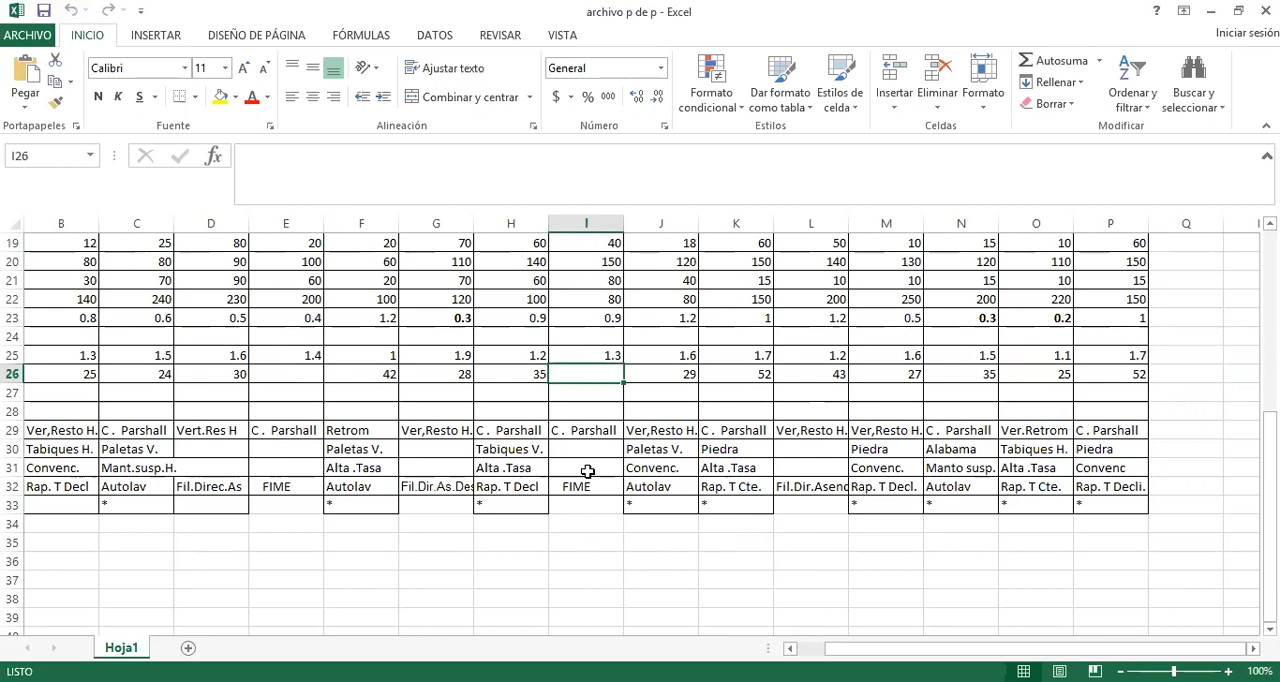 archivo p de p - Excel
?
Iniciar sesión
ARCHIVO INICIO INSERTAR DISEÑO DE PÁGINA FÓRMULAS DATOS REVISAR VISTA
Calibri 11 A A Ajustar texto General Autosuma
Pegar N K S A Combinar y centrar $ % 000 Formato condicional Dar formato como tabla Estilos de celda Insertar Eliminar Formato Rellenar Borrar Ordenar y filtrar Buscar y seleccionar
Portapapeles Fuente Alineación Número Estilos Celdas Modificar
I26 fx
B C D E F G H I J K L M N O P Q
19 12 25 80 20 20 70 60 40 18 60 50 10 15 10 60
20 80 80 90 100 60 110 140 150 120 150 140 130 120 110 150
21 30 70 90 60 20 70 60 80 40 15 10 10 15 10 15
22 140 240 230 200 100 120 100 80 80 150 200 250 200 220 150
23 0.8 0.6 0.5 0.4 1.2 0.3 0.9 0.9 1.2 1 1.2 0.5 0.3 0.2 1
24
25 1.3 1.5 1.6 1.4 1 1.9 1.2 1.3 1.6 1.7 1.2 1.6 1.5 1.1 1.7
26 25 24 30 42 28 35 29 52 43 27 35 25 52
27
28
29 Ver,Resto H. C . Parshall Vert.Res H C . Parshall Retrom Ver,Resto H. C . Parshall C . Parshall Ver,Resto H. C . Parshall Ver,Resto H. Ver,Resto H. C . Parshall Ver.Retrom C . Parshall
30 Tabiques H. Paletas V. Paletas V. Tabiques V. Paletas V. Piedra Piedra Alabama Tabiques H. Piedra
31 Convenc. Mant.susp.H. Alta .Tasa Alta .Tasa Convenc. Alta .Tasa Convenc. Manto susp. Alta .Tasa Convenc
32 Rap. T Decl Autolav Fil.Direc.As FIME Autolav Fil.Dir.As.Des Rap. T Decl FIME Autolav Rap. T Cte. Fil.Dir.Asend Rap. T Decl. Autolav Rap. T Cte. Rap. T Decli.
33 * * * * * * * * *
34
35
36
37
38
39
Hoja1
LISTO 100%